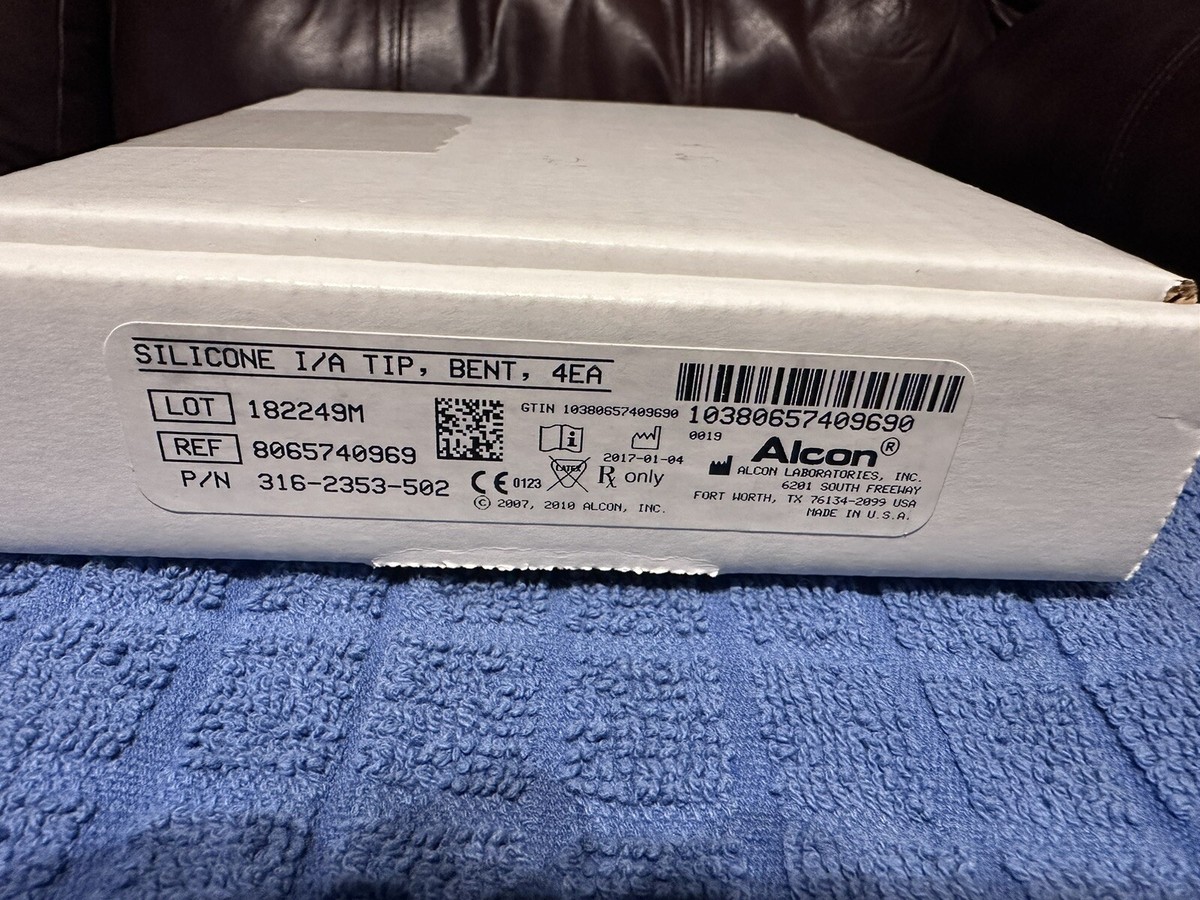 SILICONE I/A TIP, BENT, 4EA
LOT 182249M
REF 8065740969
P/N 316-2353-502
GTIN 10380657409690
2017-01-04
CE 0123
LATEX
Rx only
© 2007, 2010 ALCON, INC.
10380657409690
0019
Alcon®
ALCON LABORATORIES, INC.
6201 SOUTH FREEWAY
FORT WORTH, TX 76134-2099 USA
MADE IN U.S.A.